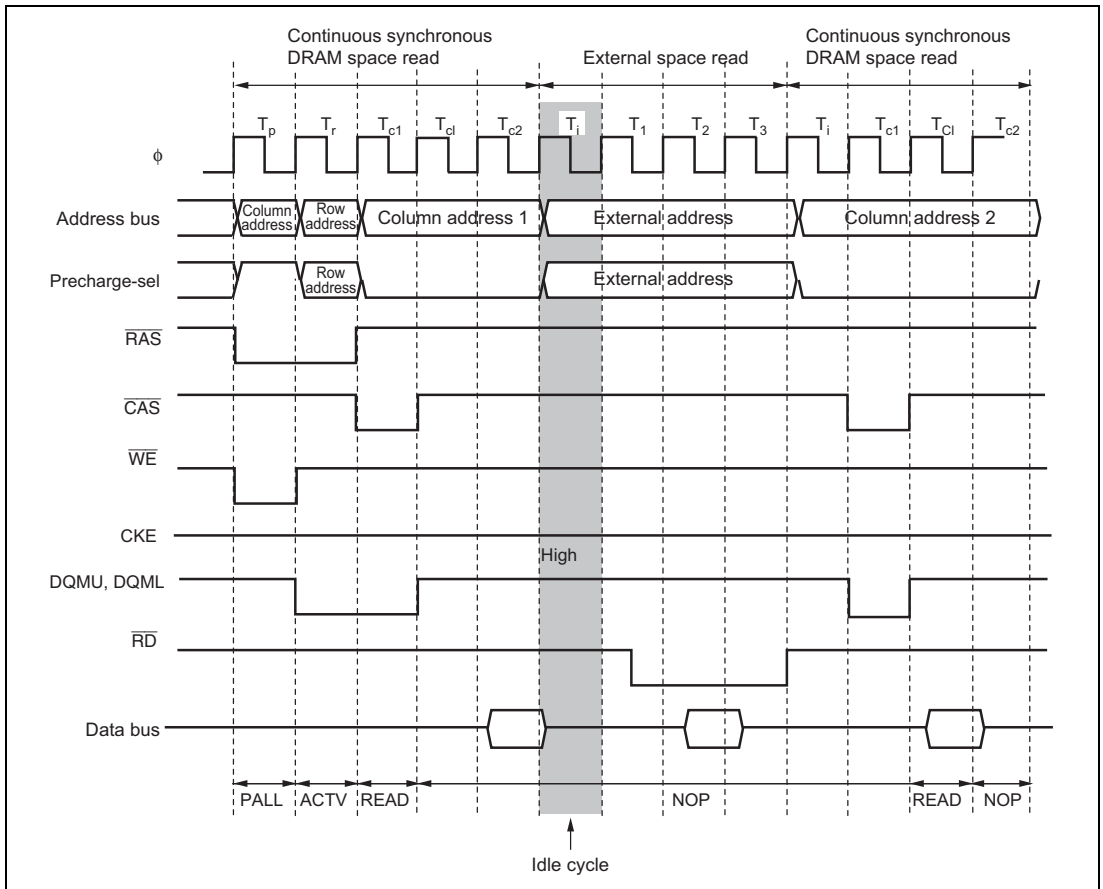 Continuous synchronous
DRAM space read
External space read
Continuous synchronous
DRAM space read
Tp Tr Tc1 Tcl Tc2 Ti T1 T2 T3 Ti Tc1 TCl Tc2
ϕ
Address bus
Column
address
Row
address
Column address 1
External address
Column address 2
Precharge-sel
Row
address
External address
RAS
CAS
WE
CKE
High
DQMU, DQML
RD
Data bus
PALL ACTV READ NOP READ NOP
Idle cycle